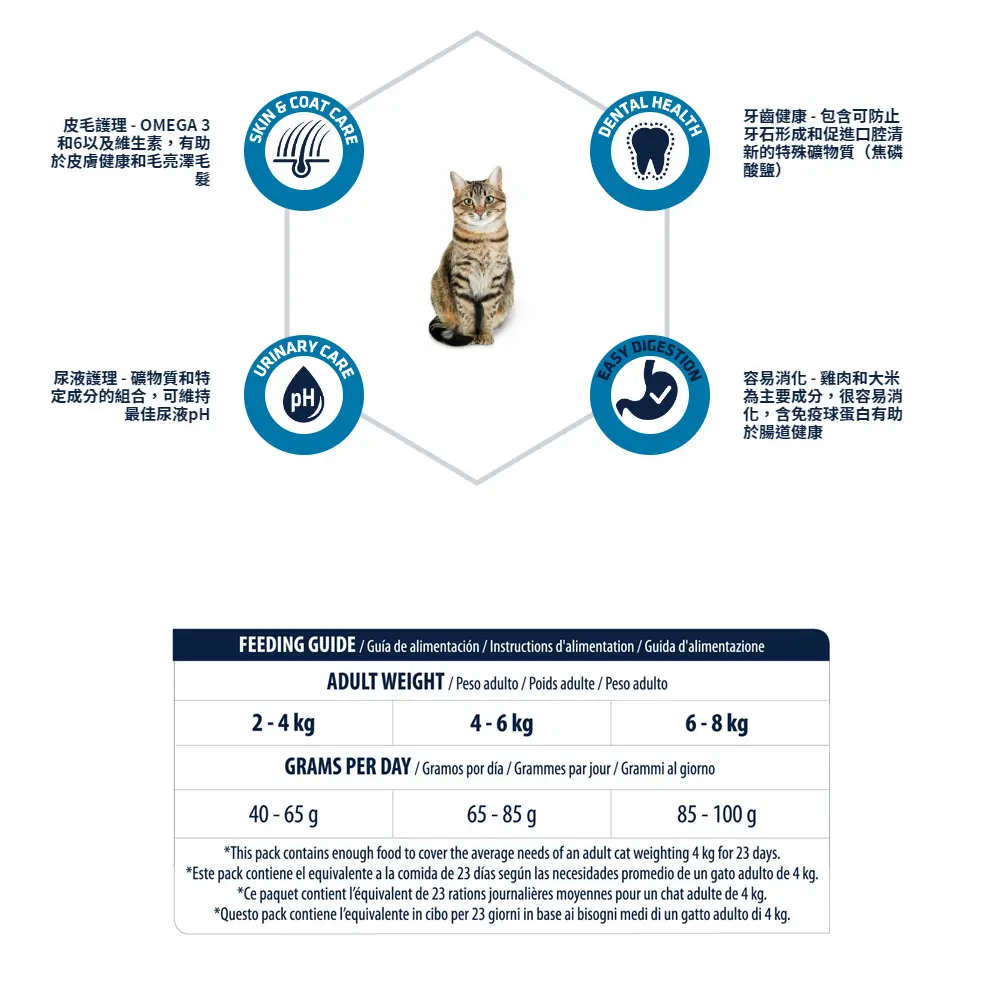 SKIN & COAT CARE
皮毛護理 - OMEGA 3
和6以及維生素，有助
於皮膚健康和毛亮澤毛
髮
DENTAL HEALTH
牙齒健康 - 包含可防止
牙石形成和促進口腔清
新的特殊礦物質（焦磷
酸鹽）
URINARY CARE
pH
尿液護理 - 礦物質和特
定成分的組合，可維持
最佳尿液pH
EASY DIGESTION
容易消化 - 雞肉和大米
為主要成分，很容易消
化，含免疫球蛋白有助
於腸道健康
FEEDING GUIDE / Guía de alimentación / Instructions d'alimentation / Guida d'alimentazione
ADULT WEIGHT / Peso adulto / Poids adulte / Peso adulto
2 - 4 kg 4 - 6 kg 6 - 8 kg
GRAMS PER DAY / Gramos por día / Grammes par jour / Grammi al giorno
40 - 65 g 65 - 85 g 85 - 100 g
*This pack contains enough food to cover the average needs of an adult cat weighting 4 kg for 23 days.
*Este pack contiene el equivalente a la comida de 23 días según las necesidades promedio de un gato adulto de 4 kg.
*Ce paquet contient l'équivalent de 23 rations journalières moyennes pour un chat adulte de 4 kg.
*Questo pack contiene l'equivalente in cibo per 23 giorni in base ai bisogni medi di un gatto adulto di 4 kg.